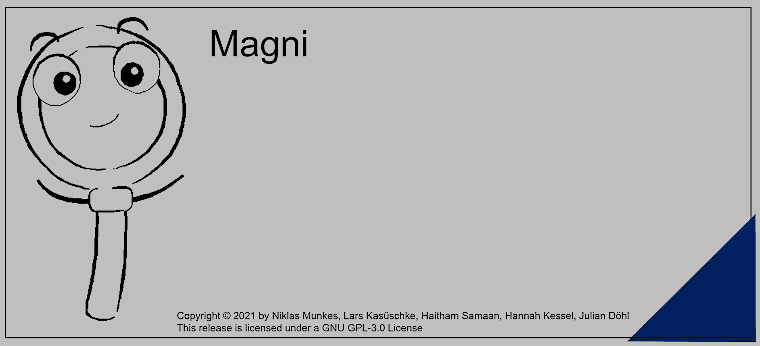 Magni
Copyright © 2021 by Niklas Munkes, Lars Kasüschke, Haitham Samaan, Hannah Kessel, Julian Döhl
This release is licensed under a GNU GPL-3.0 License